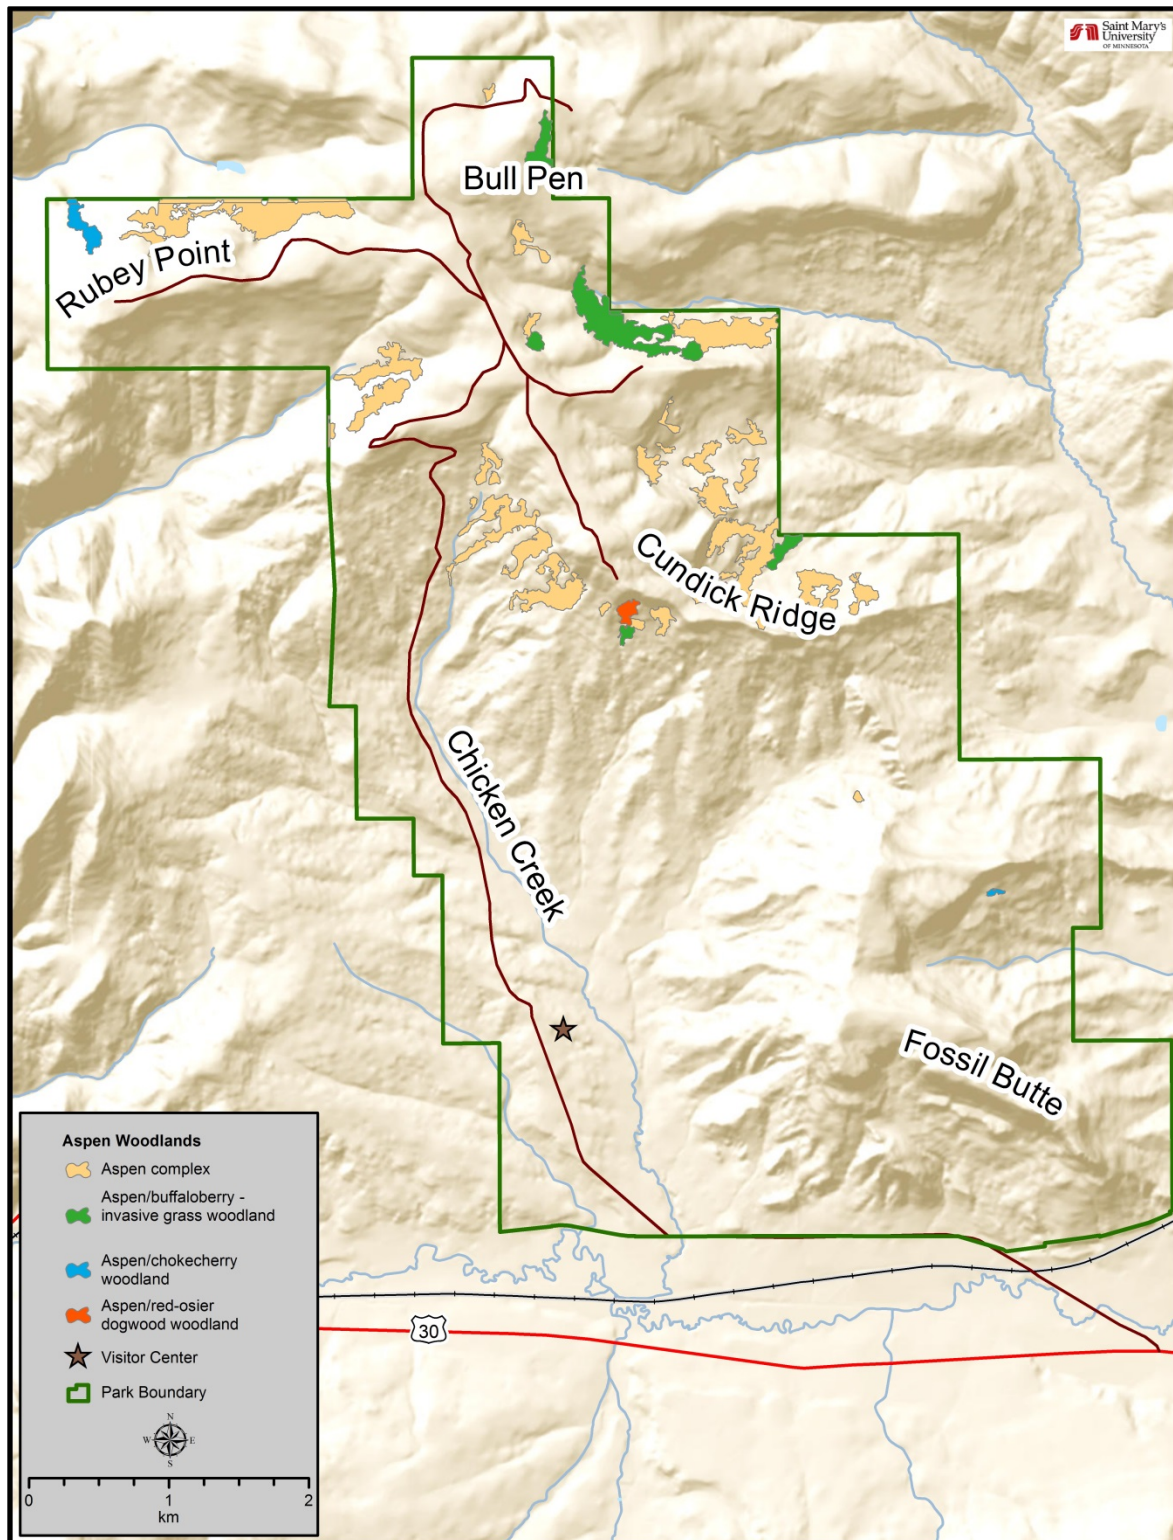 Saint Mary's
University
OF MINNESOTA
Bull Pen
Rubey Point
Cundick Ridge
Chicken Creek
Fossil Butte
Aspen Woodlands
Aspen complex
Aspen/buffaloberry -
invasive grass woodland
Aspen/chokecherry
woodland
Aspen/red-osier
dogwood woodland
Visitor Center
Park Boundary
N
W E
S
0 1 2
km
30